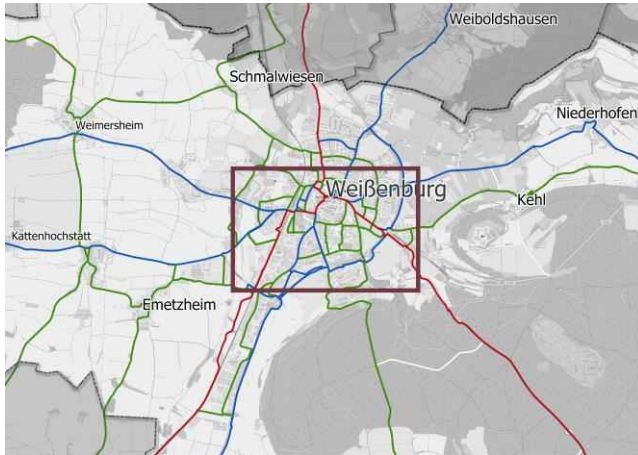 Weiboldshausen
Schmalwiesen
Niederhofen
Weimersheim
Weißenburg
Kehl
Kattenhochstatt
Emetzheim